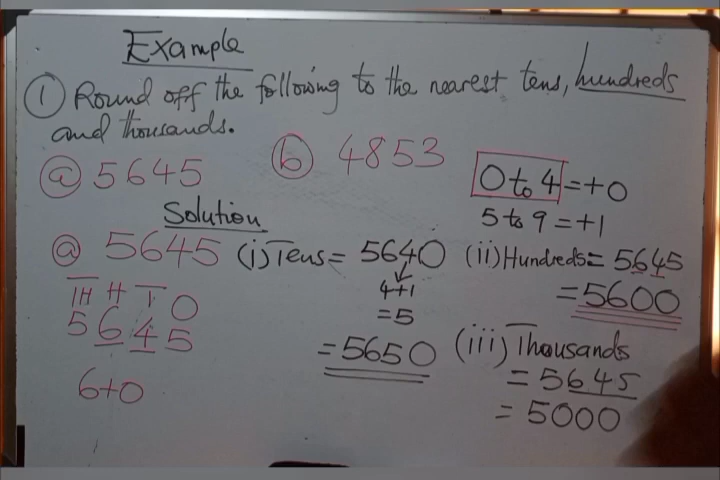 Example
① Round off the following to the nearest tens, hundreds
and thousands.
ⓐ 5645
ⓑ 4853
0 to 4 = +0
5 to 9 = +1
Solution
ⓐ 5645
TH H T O
5 6 4 5
6+0
(i) Tens = 5640
4+1
=5
=5650
(ii) Hundreds = 5645
=5600
(iii) Thousands
= 5645
= 5000